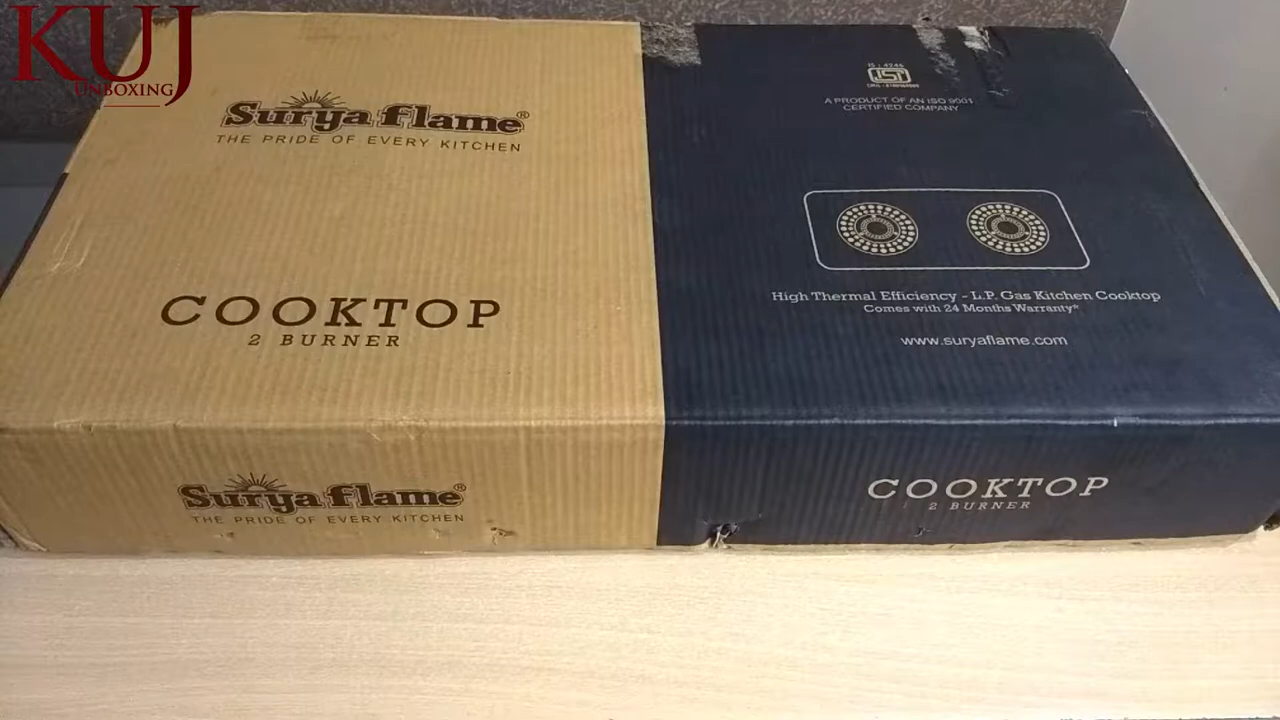 KUJ
UNBOXING
Surya flame®
THE PRIDE OF EVERY KITCHEN
COOKTOP
2 BURNER
IS : 4246
ISI
A PRODUCT OF AN ISO 9001
CERTIFIED COMPANY
High Thermal Efficiency - L.P. Gas Kitchen Cooktop
Comes with 24 Months Warranty*
www.suryaflame.com
Surya flame®
THE PRIDE OF EVERY KITCHEN
COOKTOP
2 BURNER